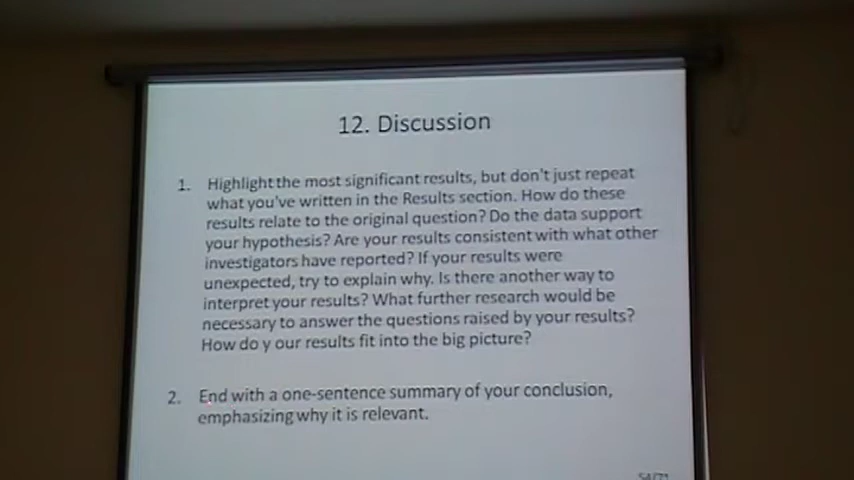 12. Discussion
1. Highlight the most significant results, but don't just repeat
what you've written in the Results section. How do these
results relate to the original question? Do the data support
your hypothesis? Are your results consistent with what other
investigators have reported? If your results were
unexpected, try to explain why. Is there another way to
interpret your results? What further research would be
necessary to answer the questions raised by your results?
How do y our results fit into the big picture?
2. End with a one-sentence summary of your conclusion,
emphasizing why it is relevant.